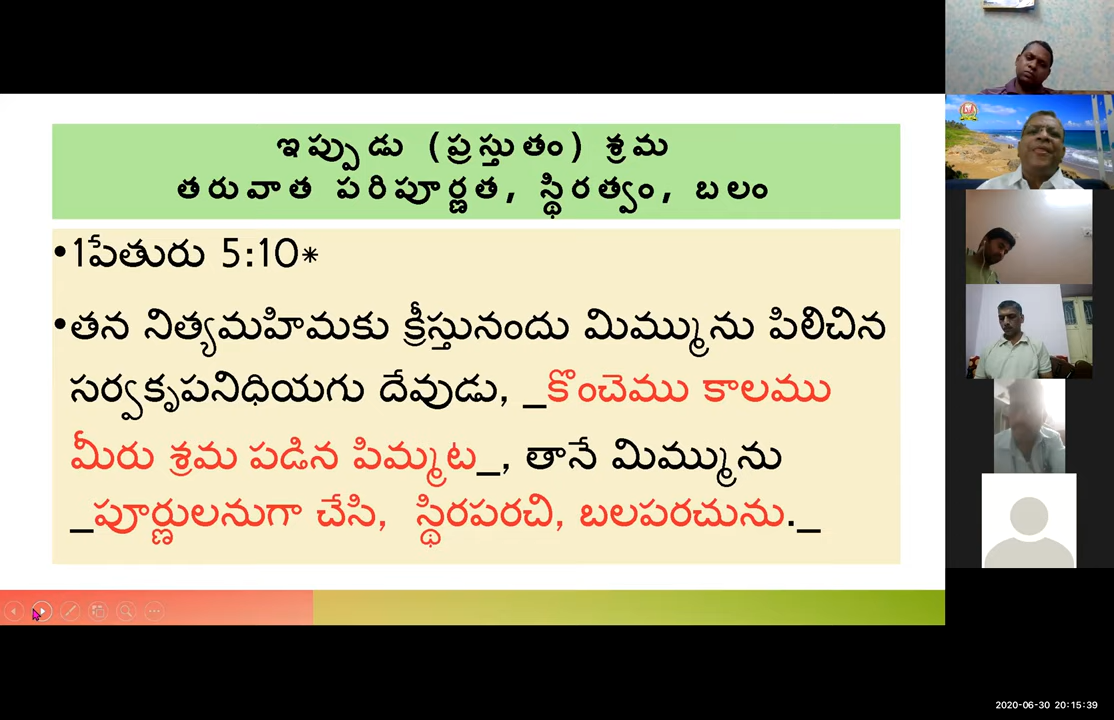 ఇప్పుడు (ప్రస్తుతం) శ్రమ
తరువాత పరిపూర్ణత, స్థిరత్వం, బలం
•1పేతురు 5:10*
•తన నిత్యమహిమకు క్రీస్తునందు మిమ్మును పిలిచిన
సర్వకృపనిధియగు దేవుడు, _కొంచెము కాలము
మీరు శ్రమ పడిన పిమ్మట_, తానే మిమ్మును
_పూర్ణులనుగా చేసి, స్థిరపరచి, బలపరచును._
2020-06-30 20:15:39